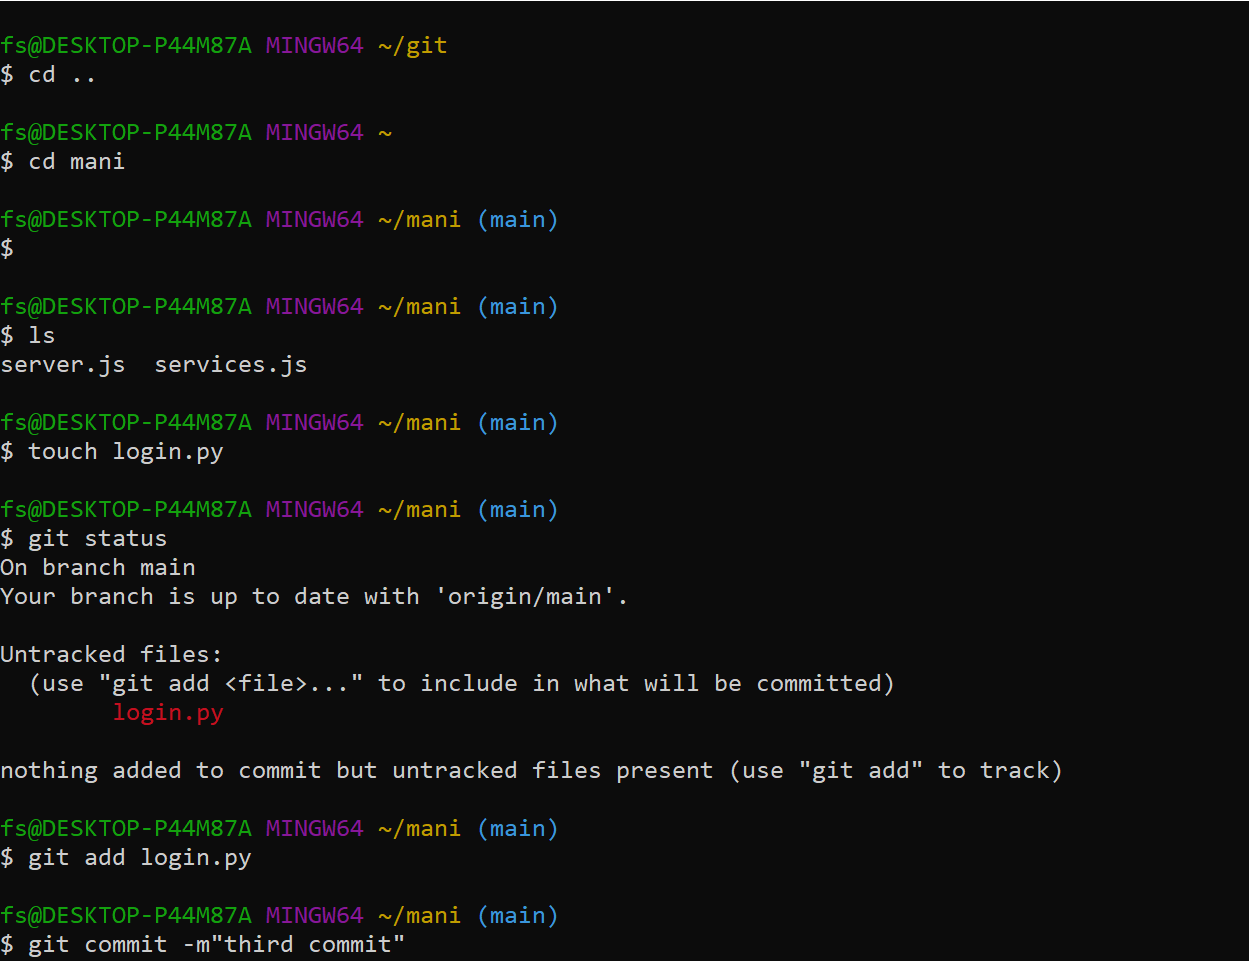 fs@DESKTOP-P44M87A MINGW64 ~/git
$ cd ..
fs@DESKTOP-P44M87A MINGW64 ~
$ cd mani
fs@DESKTOP-P44M87A MINGW64 ~/mani (main)
$
fs@DESKTOP-P44M87A MINGW64 ~/mani (main)
$ ls
server.js  services.js
fs@DESKTOP-P44M87A MINGW64 ~/mani (main)
$ touch login.py
fs@DESKTOP-P44M87A MINGW64 ~/mani (main)
$ git status
On branch main
Your branch is up to date with 'origin/main'.
Untracked files:
  (use "git add <file>..." to include in what will be committed)
        login.py
nothing added to commit but untracked files present (use "git add" to track)
fs@DESKTOP-P44M87A MINGW64 ~/mani (main)
$ git add login.py
fs@DESKTOP-P44M87A MINGW64 ~/mani (main)
$ git commit -m"third commit"